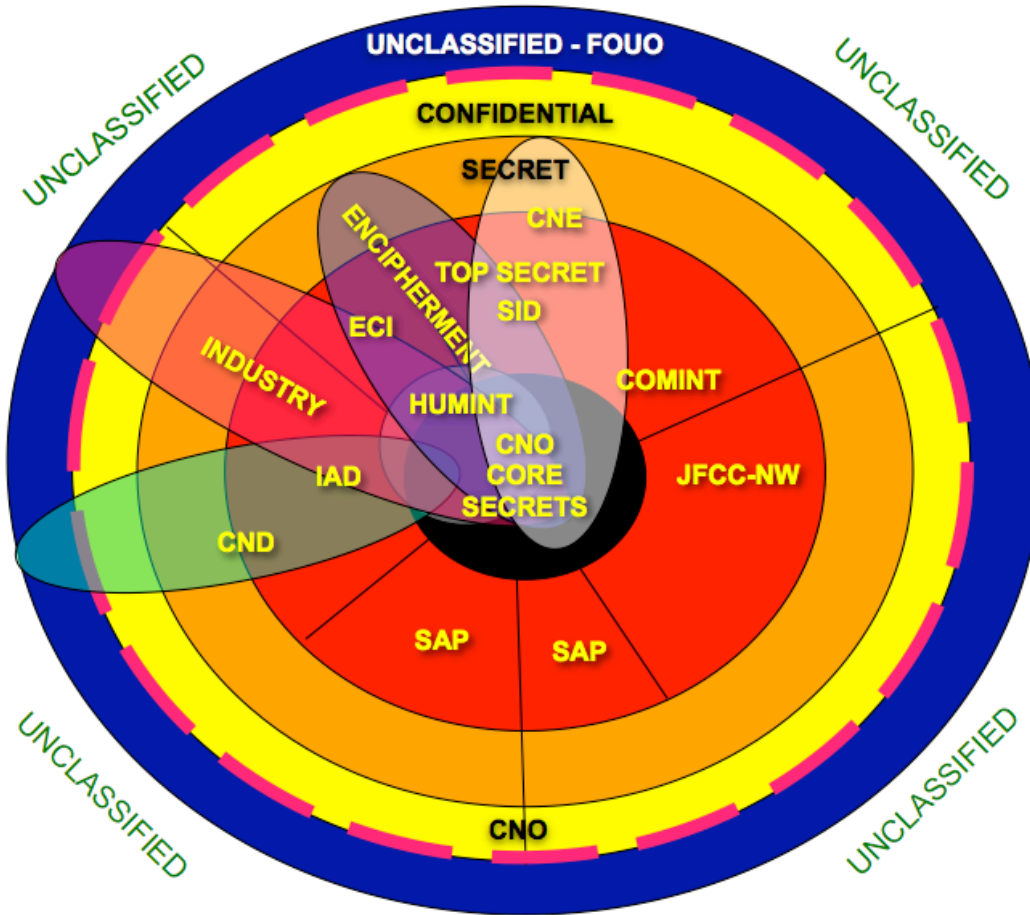 UNCLASSIFIED - FOUO
UNCLASSIFIED
UNCLASSIFIED
CONFIDENTIAL
SECRET
CNE
ENCIPHERMENT
TOP SECRET
SID
ECI
INDUSTRY
COMINT
HUMINT
CNO
CORE
SECRETS
IAD
JFCC-NW
CND
SAP
SAP
CNO
UNCLASSIFIED
UNCLASSIFIED